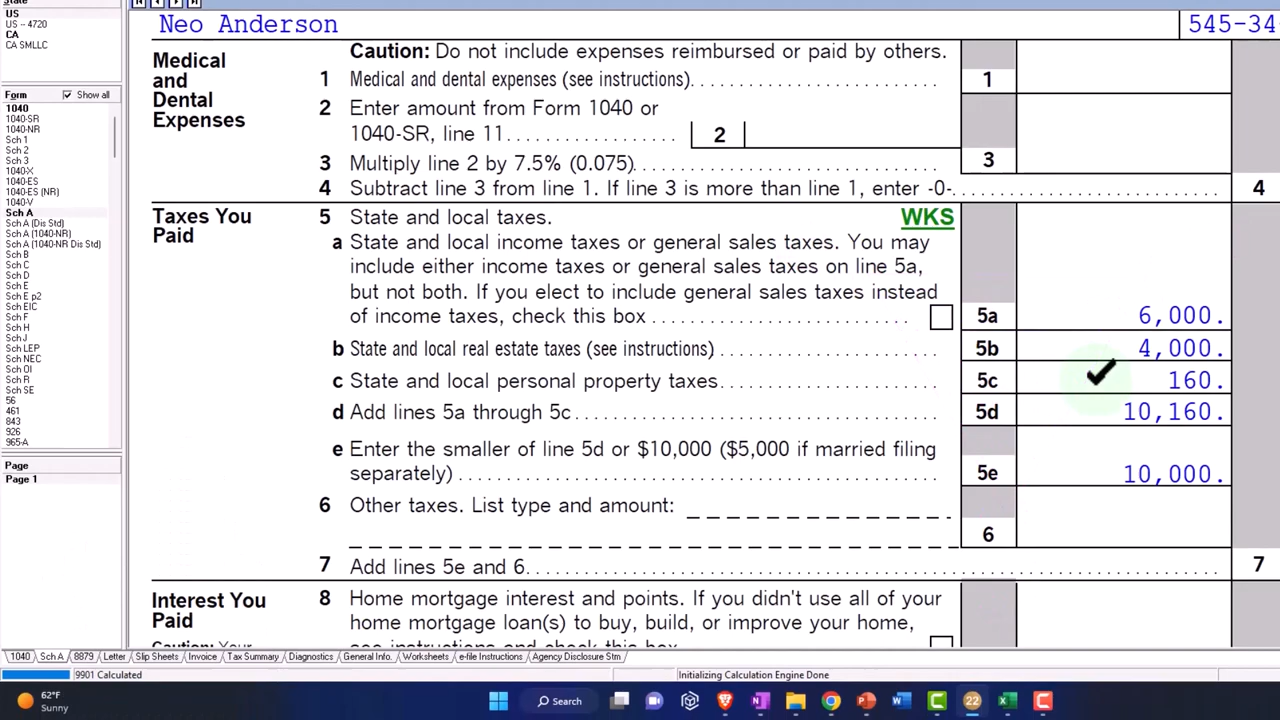 State
US
US -- 4720
CA
CA SMLLC
Form
Show all
1040
1040-SR
1040-NR
Sch 1
Sch 2
Sch 3
1040-X
1040-ES
1040-ES (NR)
1040-V
Sch A
Sch A (Dis Std)
Sch A (1040-NR)
Sch A (1040-NR Dis Std)
Sch B
Sch C
Sch D
Sch E
Sch E p2
Sch EIC
Sch F
Sch H
Sch J
Sch LEP
Sch NEC
Sch OI
Sch R
Sch SE
56
461
843
926
965-A
Page
Page 1
Neo Anderson 545-34
Medical and Dental Expenses
Caution: Do not include expenses reimbursed or paid by others.
1 Medical and dental expenses (see instructions) 1
2 Enter amount from Form 1040 or
1040-SR, line 11 2
3 Multiply line 2 by 7.5% (0.075) 3
4 Subtract line 3 from line 1. If line 3 is more than line 1, enter -0- 4
Taxes You Paid
5 State and local taxes. WKS
a State and local income taxes or general sales taxes. You may
include either income taxes or general sales taxes on line 5a,
but not both. If you elect to include general sales taxes instead
of income taxes, check this box 5a 6,000.
b State and local real estate taxes (see instructions) 5b 4,000.
c State and local personal property taxes 5c 160.
d Add lines 5a through 5c 5d 10,160.
e Enter the smaller of line 5d or $10,000 ($5,000 if married filing
separately) 5e 10,000.
6 Other taxes. List type and amount:
6
7 Add lines 5e and 6 7
Interest You Paid
8 Home mortgage interest and points. If you didn't use all of your
home mortgage loan(s) to buy, build, or improve your home,
see instructions and check this box
Caution: Your
1040 Sch A 8879 Letter Slip Sheets Invoice Tax Summary Diagnostics General Info. Worksheets e-file Instructions Agency Disclosure Stm
9901 Calculated Initializing Calculation Engine Done
62°F
Sunny
Search
22